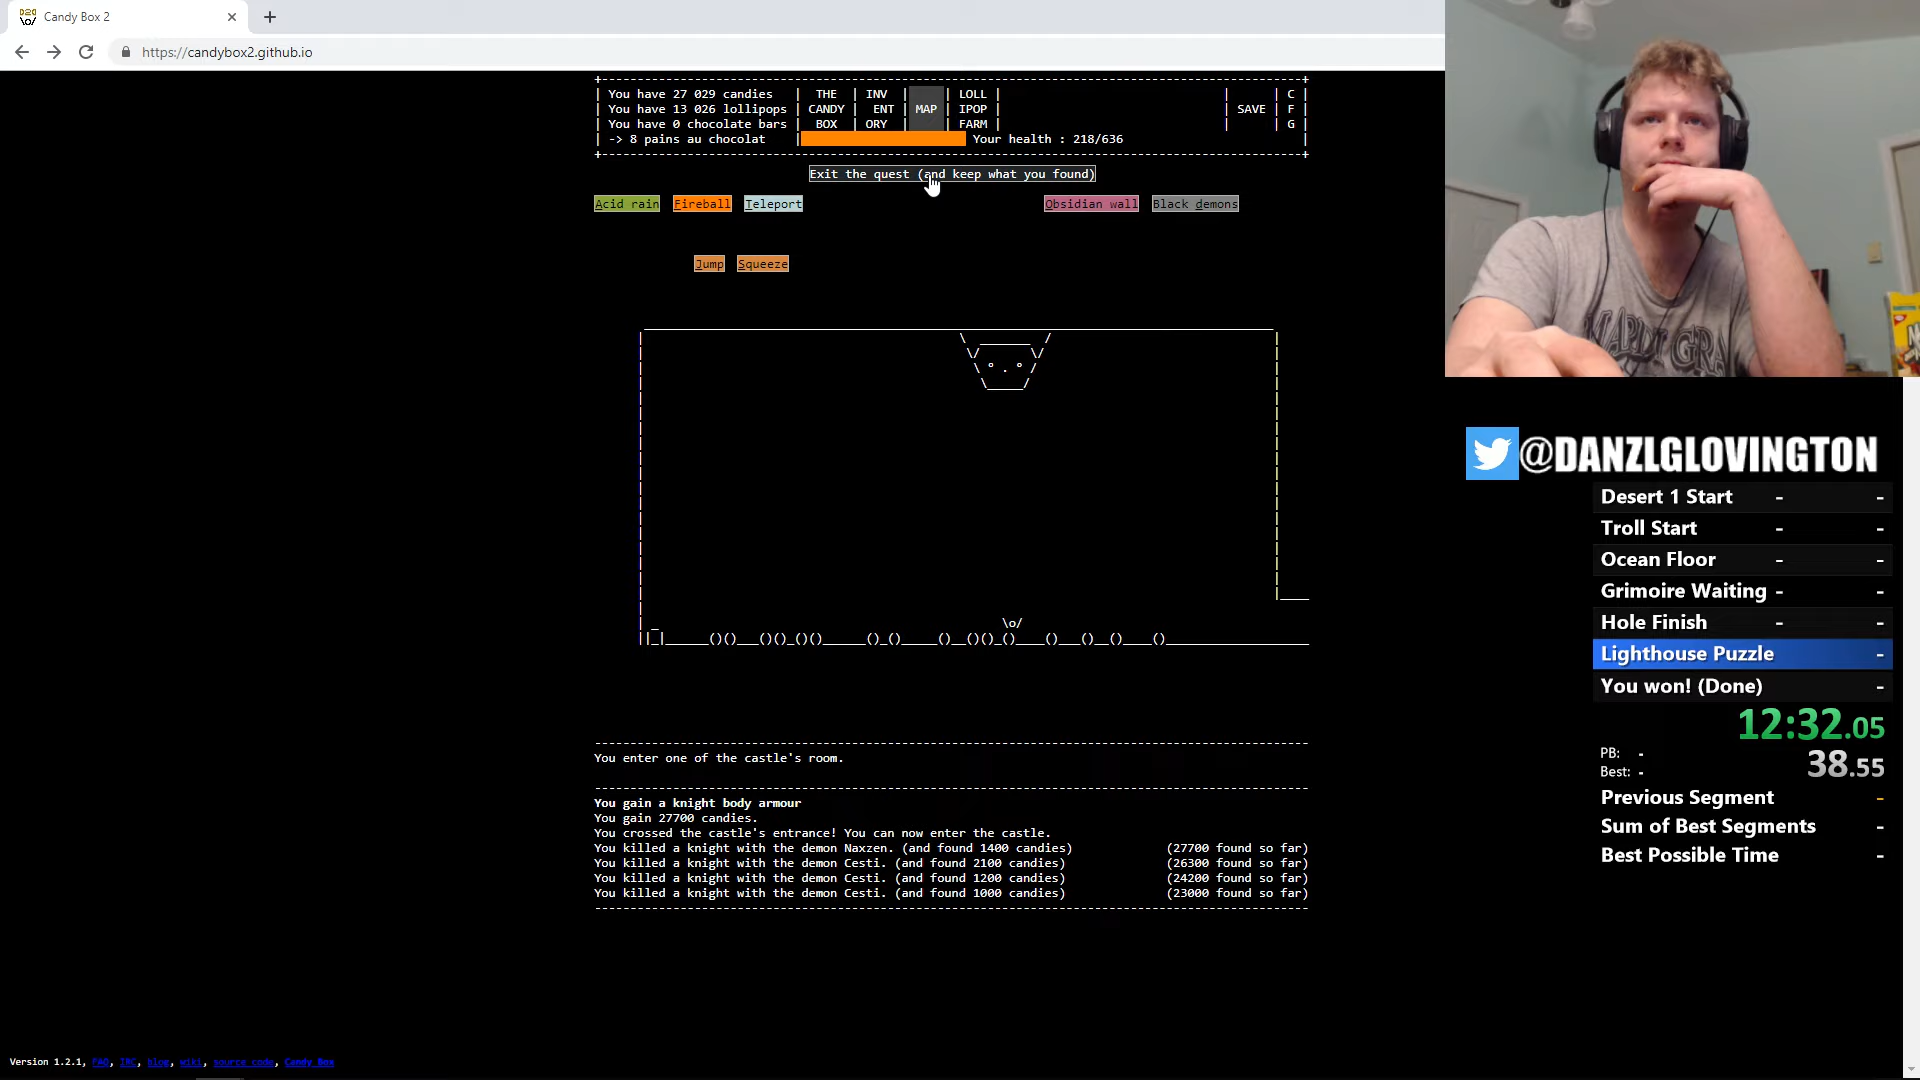 Candy Box 2
https://candybox2.github.io
You have 27 029 candies | THE | INV | | LOLL | | | C |
You have 13 026 lollipops | CANDY | ENT | MAP | IPOP | | SAVE | F |
You have 0 chocolate bars | BOX | ORY | | FARM | | | G |
-> 8 pains au chocolat | Your health : 218/636
Exit the quest (and keep what you found)
Acid rain Fireball Teleport Obsidian wall Black demons
Jump Squeeze
\o/
You enter one of the castle's room.
You gain a knight body armour
You gain 27700 candies.
You crossed the castle's entrance! You can now enter the castle.
You killed a knight with the demon Naxzen. (and found 1400 candies) (27700 found so far)
You killed a knight with the demon Cesti. (and found 2100 candies) (26300 found so far)
You killed a knight with the demon Cesti. (and found 1200 candies) (24200 found so far)
You killed a knight with the demon Cesti. (and found 1000 candies) (23000 found so far)
Version 1.2.1, FAQ, IRC, blog, wiki, source code, Candy Box
@DANZLGLOVINGTON
Desert 1 Start - -
Troll Start - -
Ocean Floor - -
Grimoire Waiting - -
Hole Finish - -
Lighthouse Puzzle -
You won! (Done) -
12:32.05
PB: -
Best: -
38.55
Previous Segment -
Sum of Best Segments -
Best Possible Time -